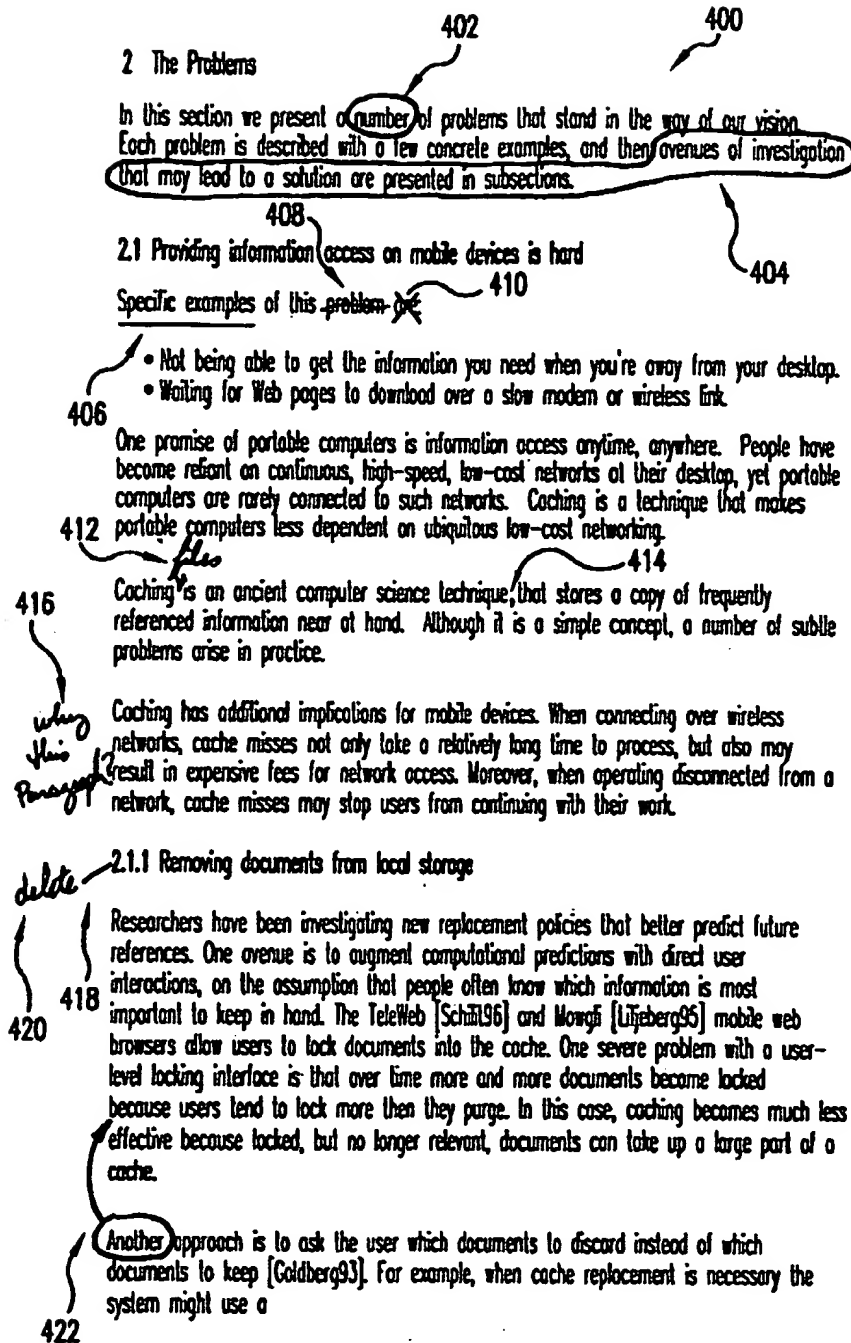 402
400
2 The Problems
In this section we present a number of problems that stand in the way of our vision
Each problem is described with a few concrete examples, and then avenues of investigation
that may lead to a solution are presented in subsections.
408
2.1 Providing information access on mobile devices is hard
404
410
Specific examples of this problem are
• Not being able to get the information you need when you're away from your desktop.
406
• Waiting for Web pages to download over a slow modem or wireless link
One promise of portable computers is information access anytime, anywhere. People have
become reliant on continuous, high-speed, low-cost networks at their desktop, yet portable
computers are rarely connected to such networks. Caching is a technique that makes
portable computers less dependent on ubiquitous low-cost networking.
412
files
414
Caching is an ancient computer science technique, that stores a copy of frequently
referenced information near at hand. Although it is a simple concept, a number of subtle
problems arise in practice.
416
why
this
Paragraph?
Caching has additional implications for mobile devices. When connecting over wireless
networks, cache misses not only take a relatively long time to process, but also may
result in expensive fees for network access. Moreover, when operating disconnected from a
network, cache misses may stop users from continuing with their work.
delete
2.1.1 Removing documents from local storage
420
418
Researchers have been investigating new replacement policies that better predict future
references. One avenue is to augment computational predictions with direct user
interactions, on the assumption that people often know which information is most
important to keep in hand. The TeleWeb [Schilit96] and Mowgli [Liljeberg95] mobile web
browsers allow users to lock documents into the cache. One severe problem with a user-
level locking interface is that over time more and more documents become locked
because users tend to lock more then they purge. In this case, caching becomes much less
effective because locked, but no longer relevant, documents can take up a large part of a
cache.
Another approach is to ask the user which documents to discard instead of which
documents to keep [Goldberg93]. For example, when cache replacement is necessary the
system might use a
422